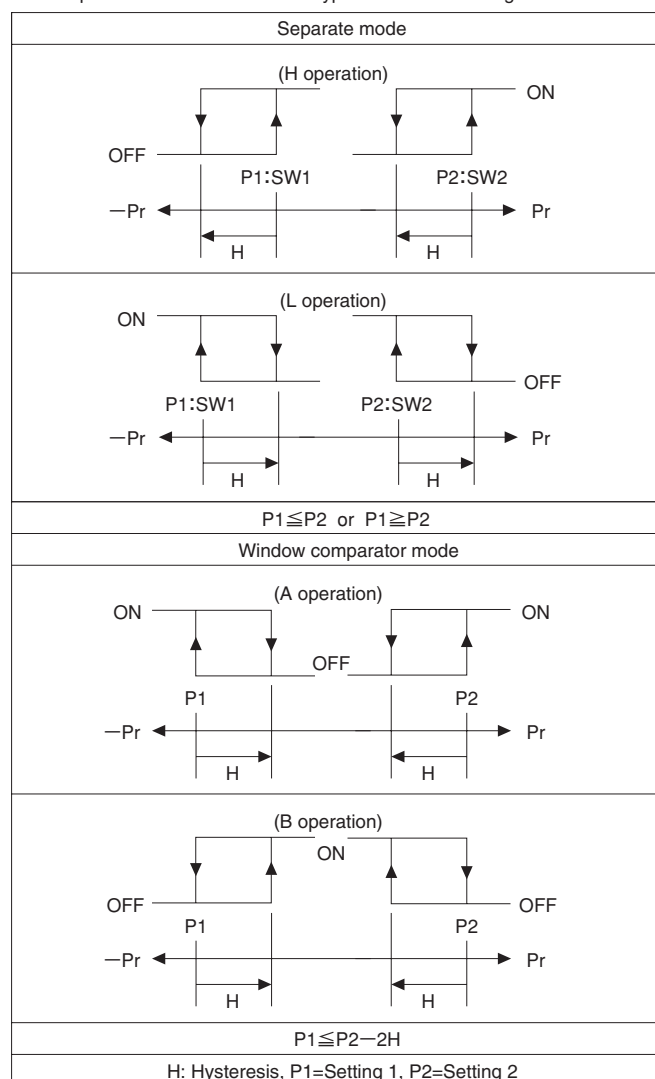 Separate mode
(H operation)
ON
OFF
P1:SW1 P2:SW2
−Pr Pr
H H
(L operation)
ON
OFF
P1:SW1 P2:SW2
−Pr Pr
H H
P1≦P2 or P1≧P2
Window comparator mode
(A operation)
ON ON
OFF
P1 P2
−Pr Pr
H H
(B operation)
ON
OFF OFF
P1 P2
−Pr Pr
H H
P1≦P2−2H
H: Hysteresis, P1=Setting 1, P2=Setting 2